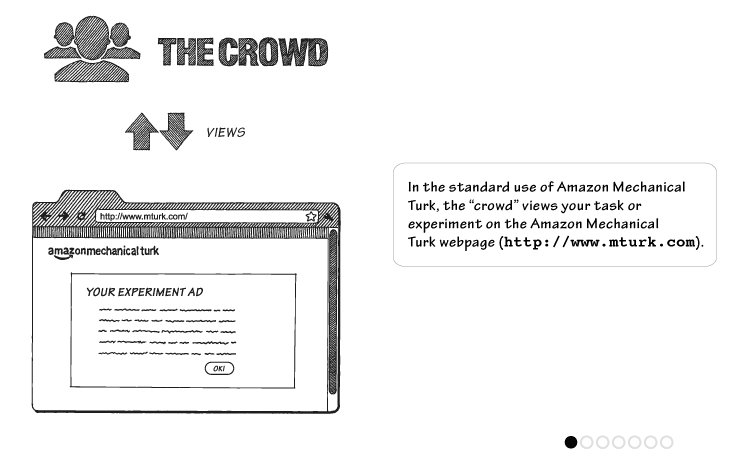 THE CROWD
VIEWS
http://www.mturk.com/
amazonmechanical turk
YOUR EXPERIMENT AD
OK!
In the standard use of Amazon Mechanical
Turk, the “crowd” views your task or
experiment on the Amazon Mechanical
Turk webpage (http://www.mturk.com).